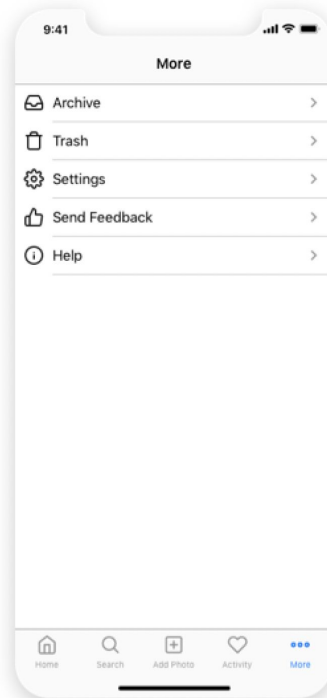 9:41
More
Archive
Trash
Settings
Send Feedback
Help
Home Search Add Photo Activity More